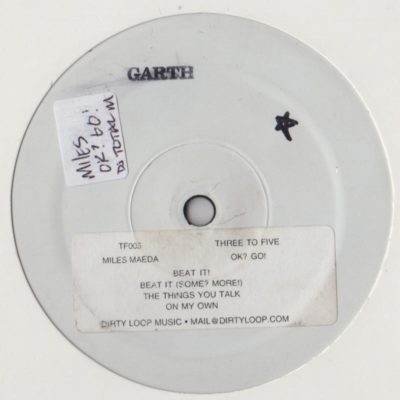 GARTH
MILES
OK? GO!
DJ TOTAL M
TF003 THREE TO FIVE
MILES MAEDA OK? GO!
BEAT IT!
BEAT IT (SOME? MORE!)
THE THINGS YOU TALK
ON MY OWN
DIRTY LOOP MUSIC • MAIL@DIRTYLOOP.COM